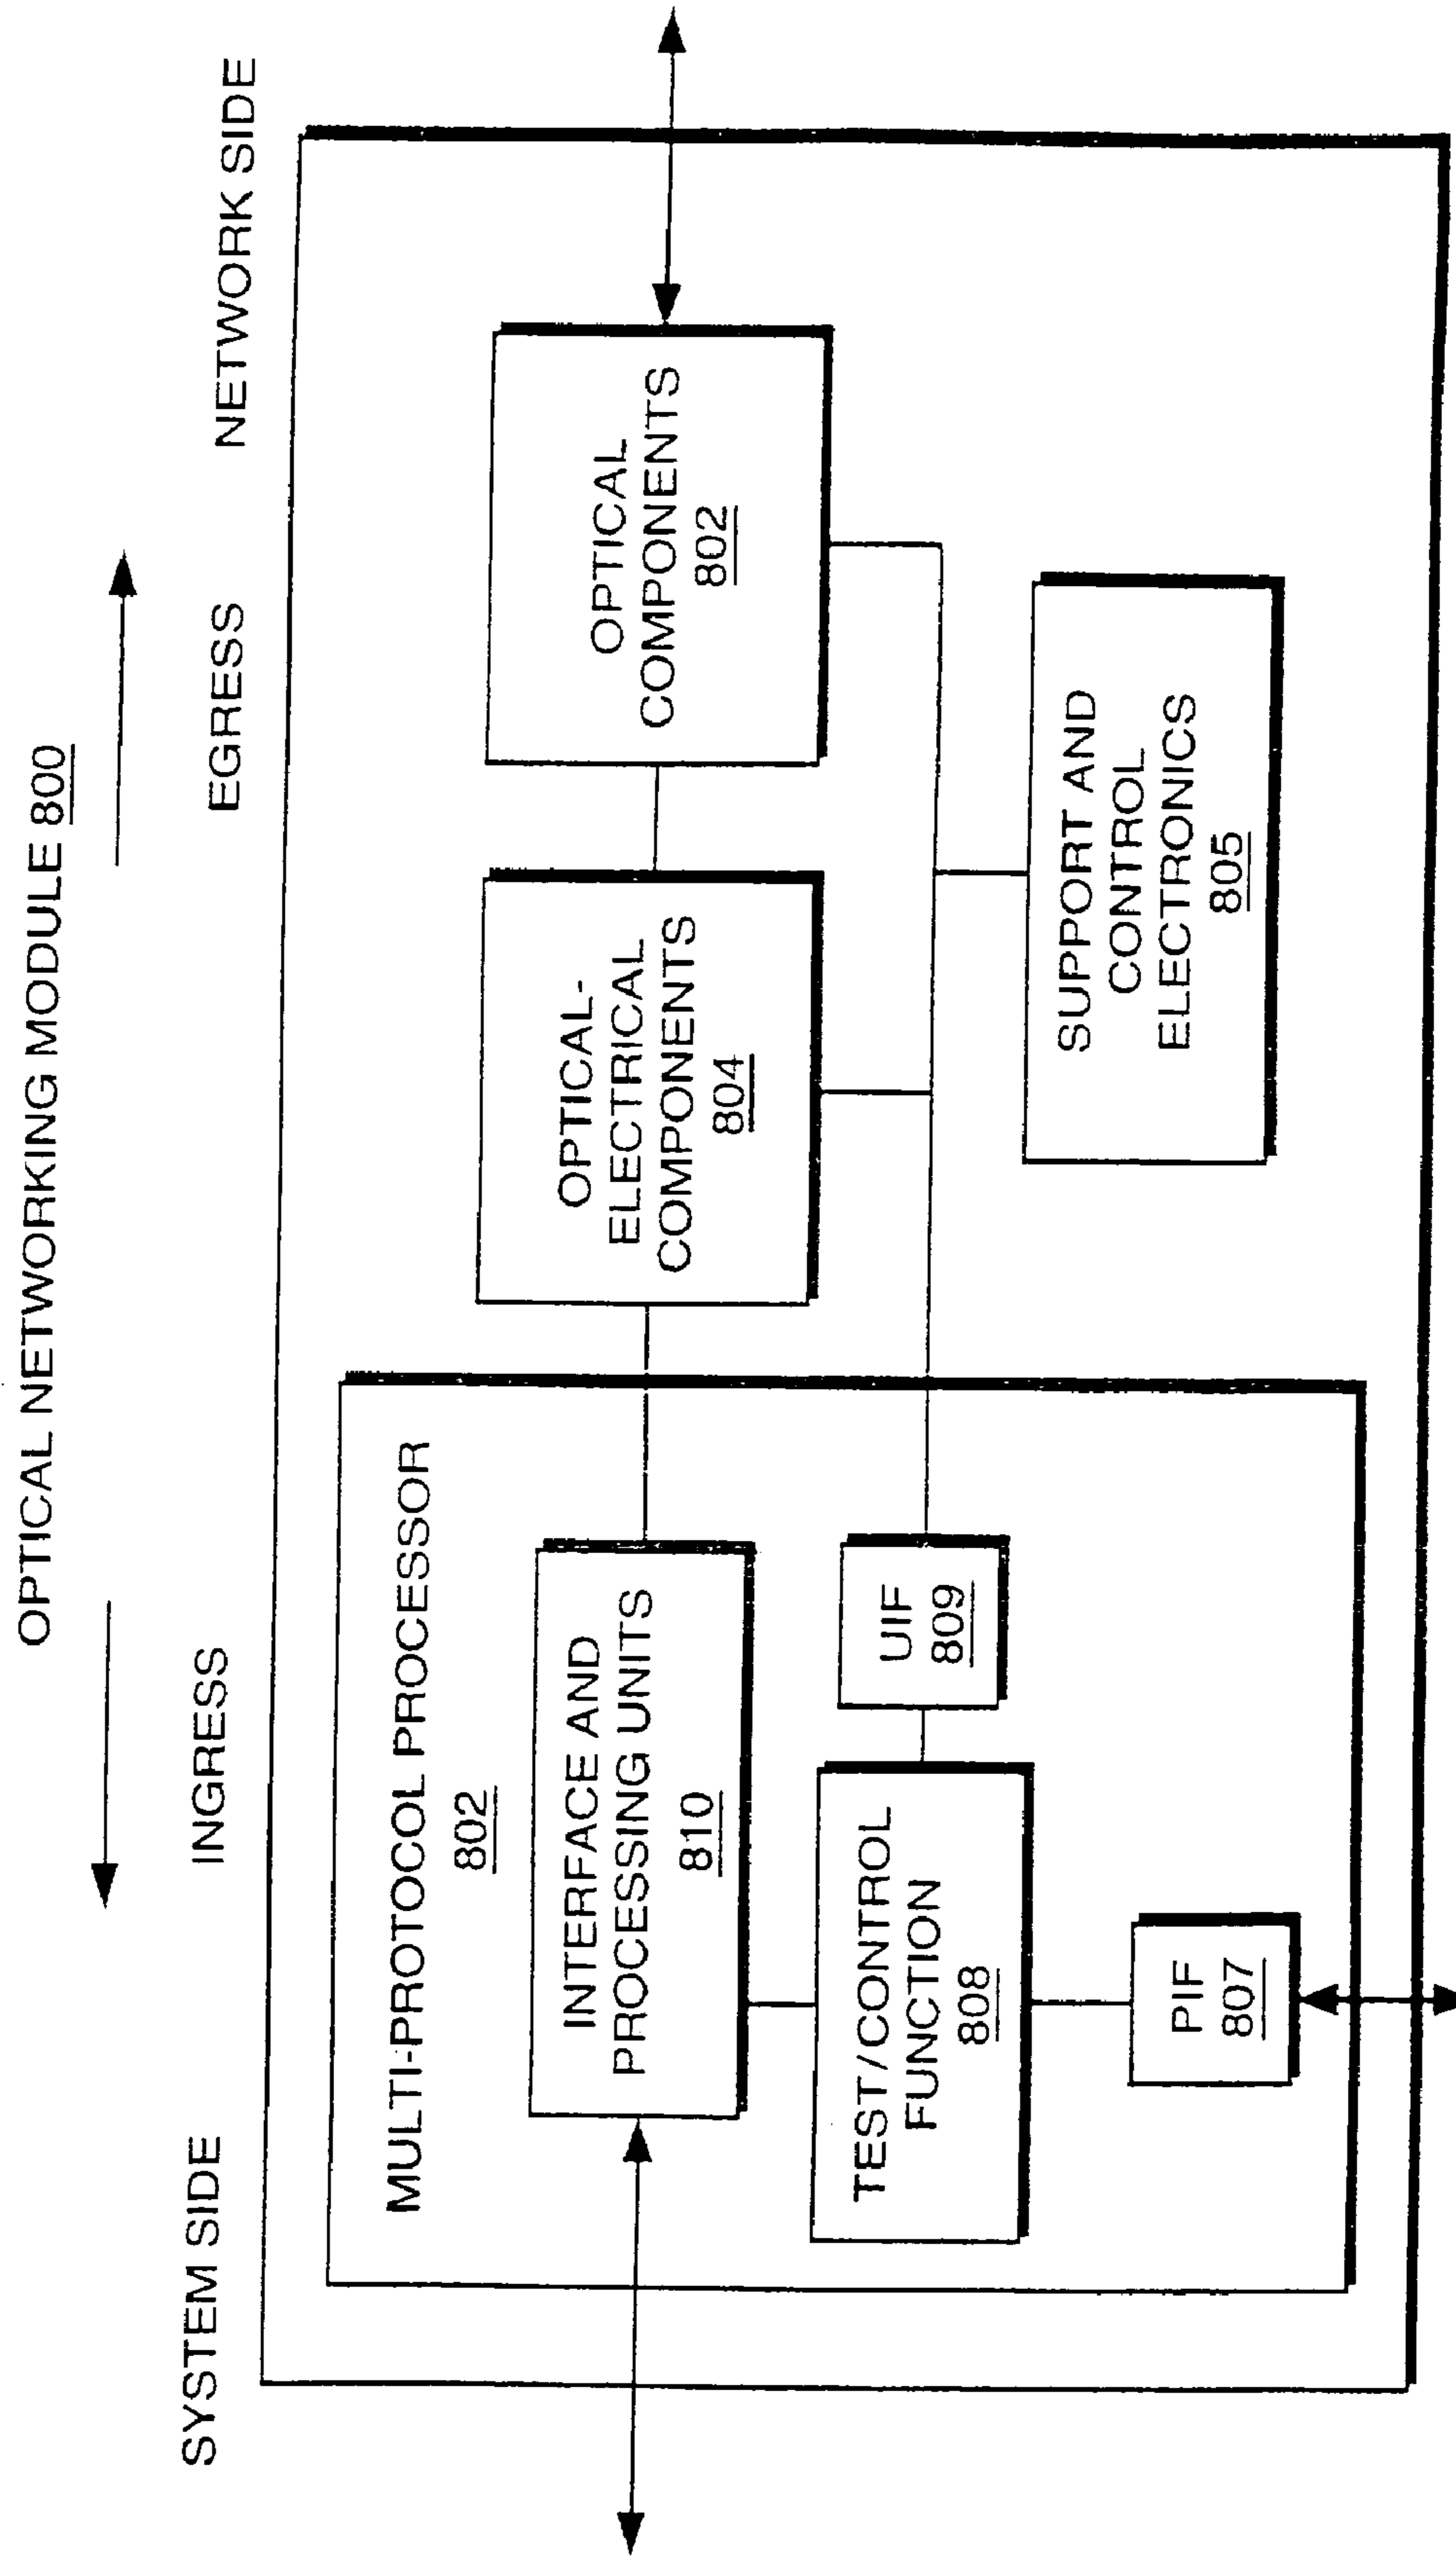 OPTICAL NETWORKING MODULE 800
SYSTEM SIDE
INGRESS
EGRESS
NETWORK SIDE
MULTI-PROTOCOL PROCESSOR
802
INTERFACE AND
PROCESSING UNITS
810
TEST/CONTROL
FUNCTION
808
UIF
809
PIF
807
OPTICAL-
ELECTRICAL
COMPONENTS
804
OPTICAL
COMPONENTS
802
SUPPORT AND
CONTROL
ELECTRONICS
805